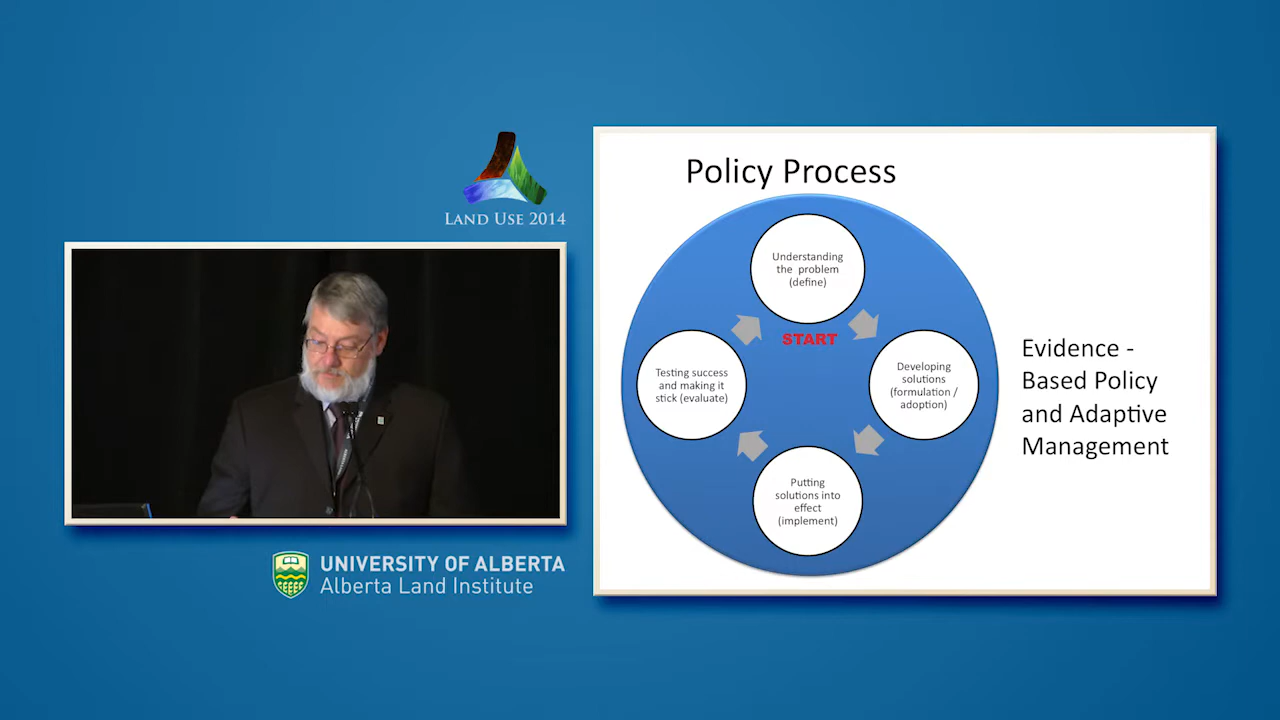 LAND USE 2014
UNIVERSITY OF ALBERTA
Alberta Land Institute
Policy Process
Understanding
the problem
(define)
START
Developing
solutions
(formulation /
adoption)
Putting
solutions into
effect
(implement)
Testing success
and making it
stick (evaluate)
Evidence -
Based Policy
and Adaptive
Management